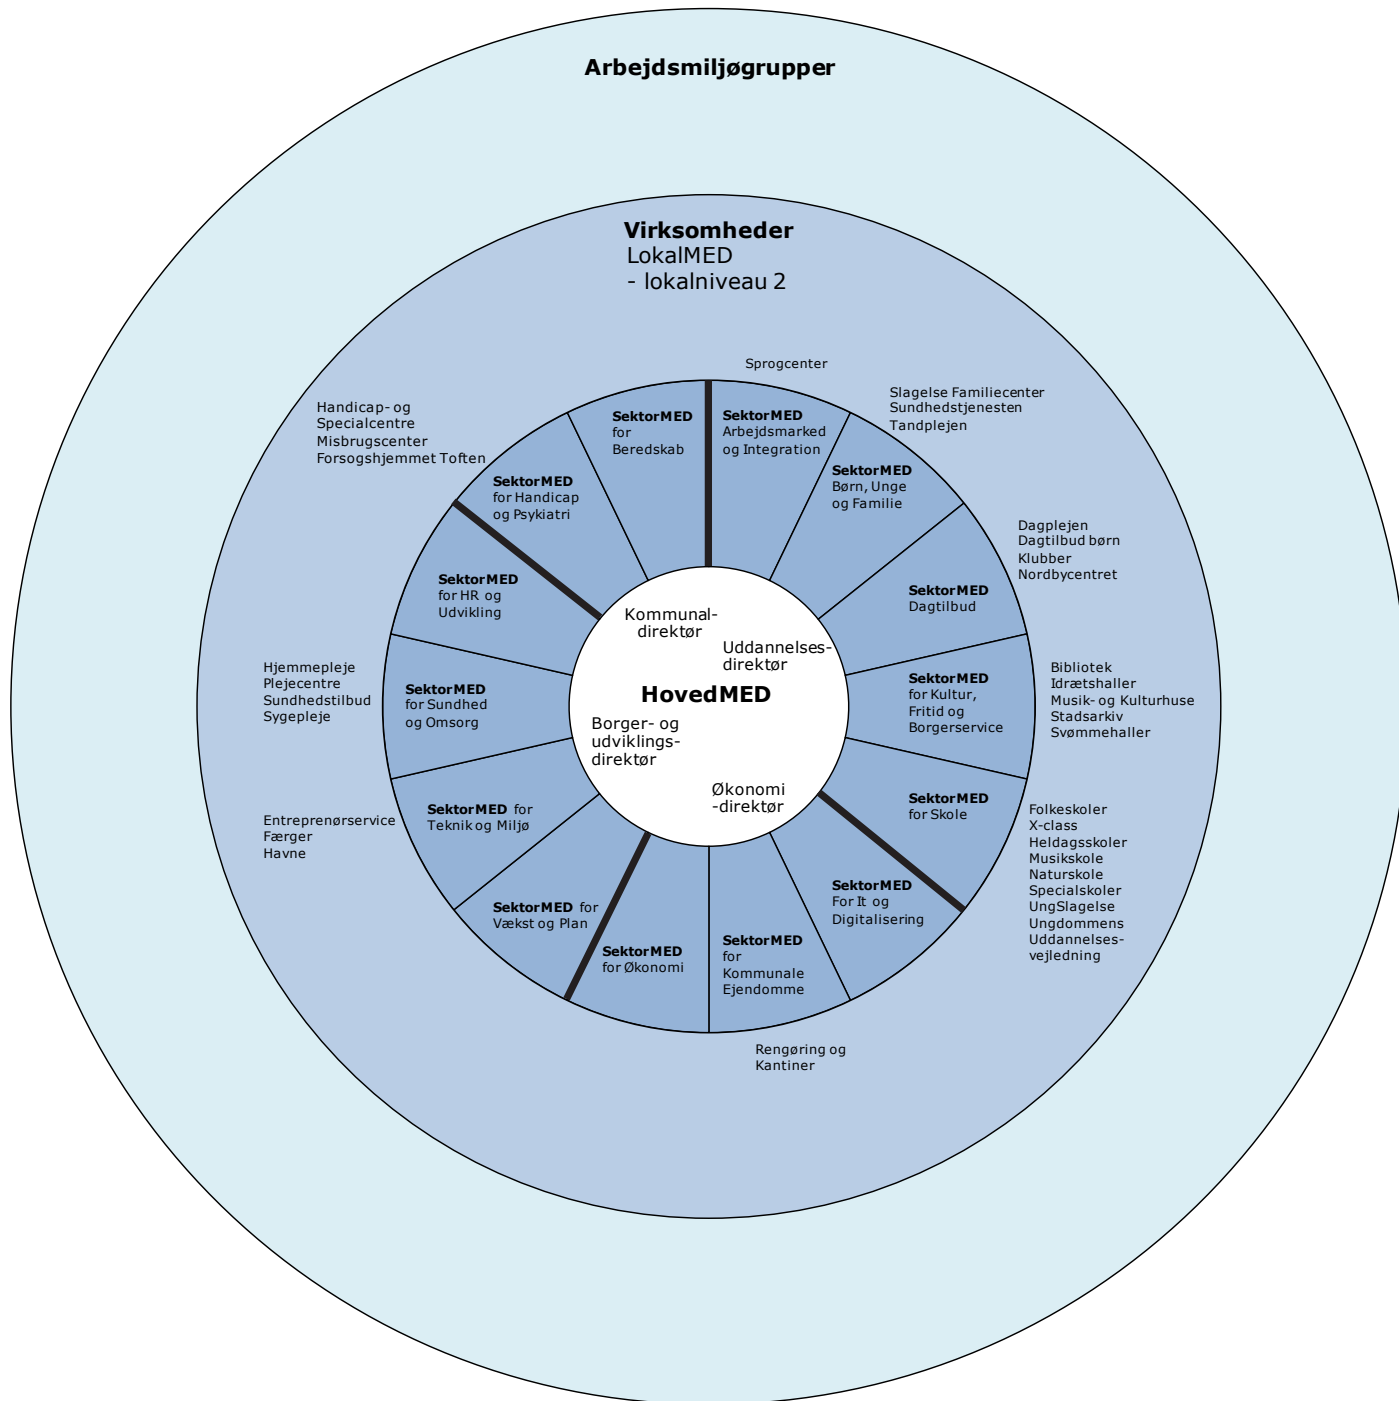 Arbejdsmiljøgrupper
Virksomheder
LokalMED
- lokalniveau 2
Sprogcenter
Slagelse Familiecenter
Sundhedstjenesten
Tandplejen
Handicap- og
Specialcentre
Misbrugscenter
Forsogshjemmet Toften
SektorMED
for
Beredskab
SektorMED
Arbejdsmarked
og Integration
SektorMED
Børn, Unge
og Familie
SektorMED
for Handicap
og Psykiatri
Dagplejen
Dagtilbud børn
Klubber
Nordbycentret
SektorMED
for HR og
Udvikling
SektorMED
Dagtilbud
Kommunal-
direktør
Uddannelses-
direktør
HovedMED
Borger- og
udviklings-
direktør
Økonomi
-direktør
Hjemmepleje
Plejecentre
Sundhedstilbud
Sygepleje
SektorMED
for Sundhed
og Omsorg
SektorMED
for Kultur,
Fritid og
Borgerservice
Bibliotek
Idrætshaller
Musik- og Kulturhuse
Stadsarkiv
Svømmehaller
Entreprenørservice
Færger
Havne
SektorMED for
Teknik og Miljø
SektorMED
for Skole
Folkeskoler
X-class
Heldagsskoler
Musikskole
Naturskole
Specialskoler
UngSlagelse
Ungdommens
Uddannelses-
vejledning
SektorMED for
Vækst og Plan
SektorMED
for Økonomi
SektorMED
for
Kommunale
Ejendomme
SektorMED
For It og
Digitalisering
Rengøring og
Kantiner